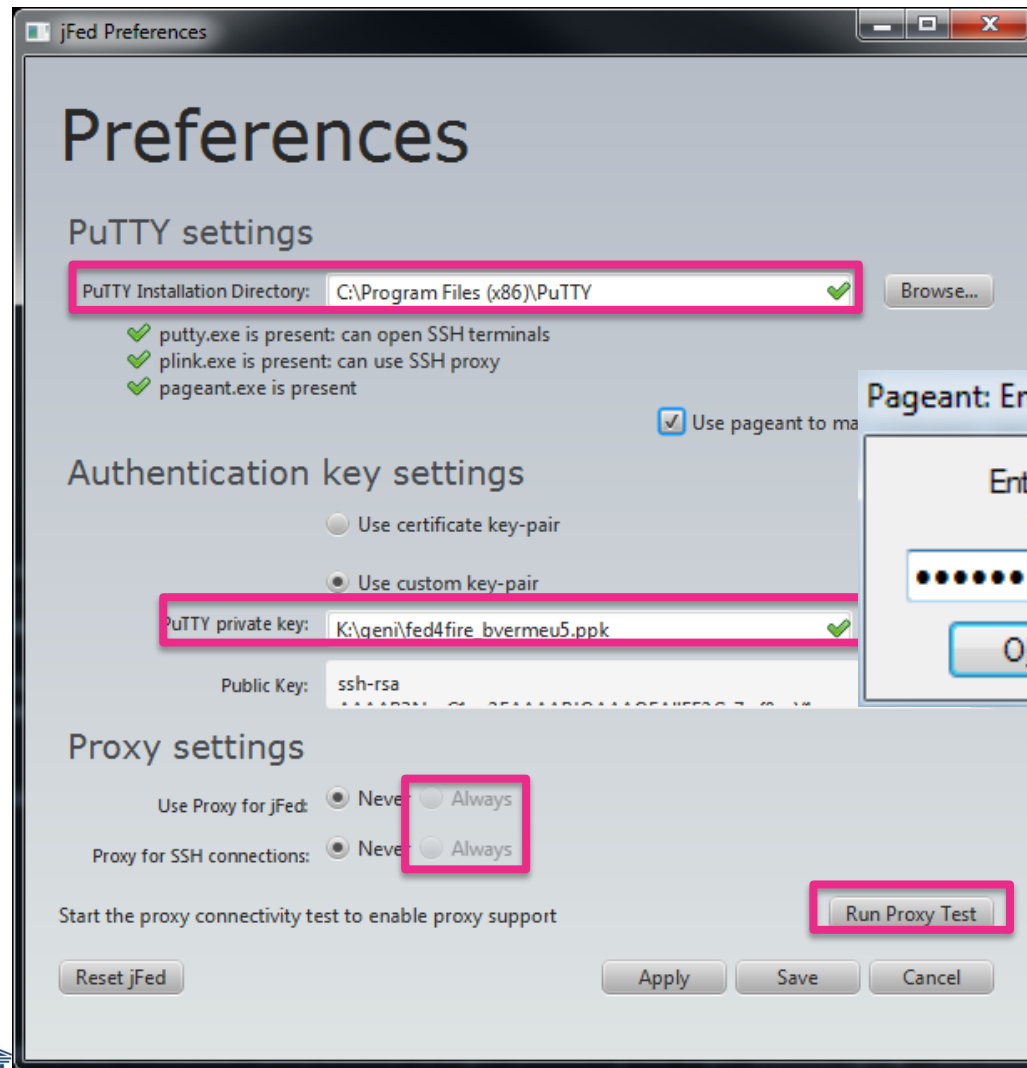 jFed Preferences
Preferences
PuTTY settings
PuTTY Installation Directory: C:\Program Files (x86)\PuTTY Browse...
putty.exe is present: can open SSH terminals
plink.exe is present: can use SSH proxy
pageant.exe is present
Use pageant to ma
Pageant: En
Authentication key settings
Ent
Use certificate key-pair
Use custom key-pair
PuTTY private key: K:\geni\fed4fire_bvermeu5.ppk
Public Key: ssh-rsa
Proxy settings
Use Proxy for jFed: Never Always
Proxy for SSH connections: Never Always
Start the proxy connectivity test to enable proxy support Run Proxy Test
Reset jFed Apply Save Cancel